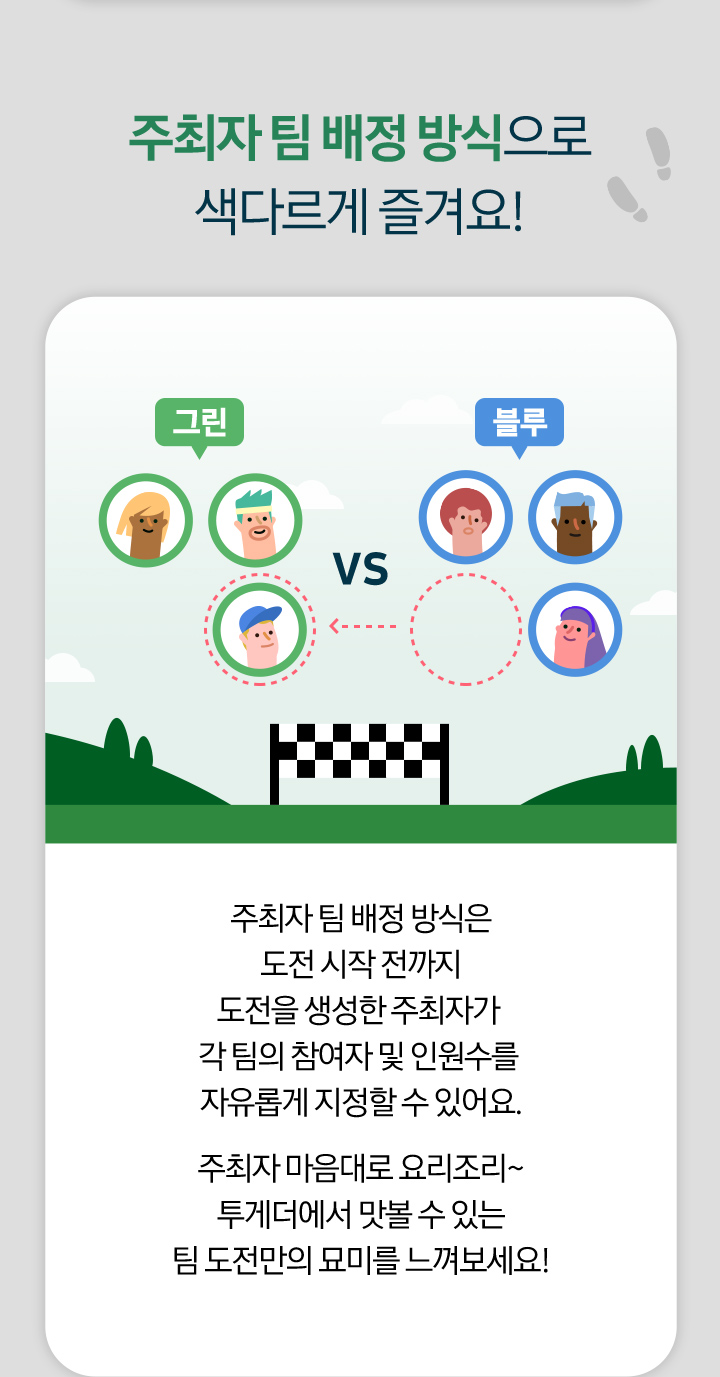 주최자 팀 배정 방식으로
색다르게 즐겨요!
그린
블루
VS
주최자 팀 배정 방식은
도전 시작 전까지
도전을 생성한 주최자가
각 팀의 참여자 및 인원수를
자유롭게 지정할 수 있어요.
주최자 마음대로 요리조리~
투게더에서 맛볼 수 있는
팀 도전만의 묘미를 느껴보세요!